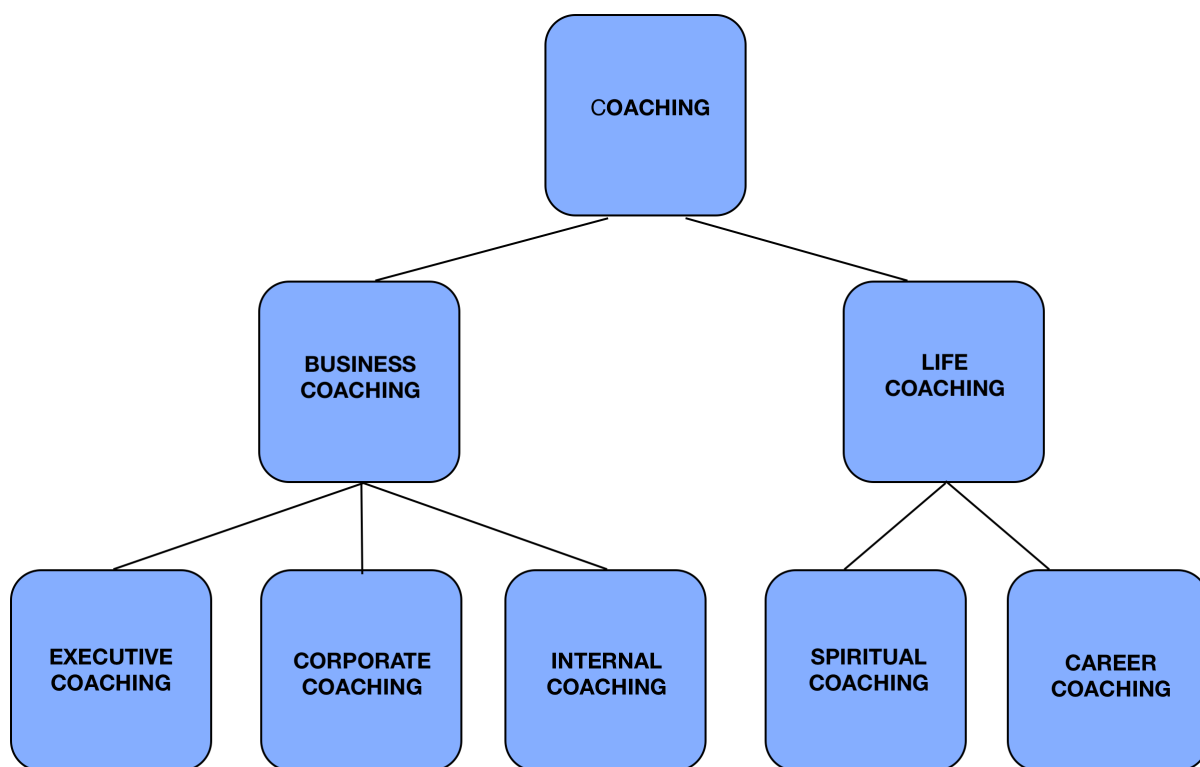 COACHING
BUSINESS
COACHING
LIFE
COACHING
EXECUTIVE
COACHING
CORPORATE
COACHING
INTERNAL
COACHING
SPIRITUAL
COACHING
CAREER
COACHING